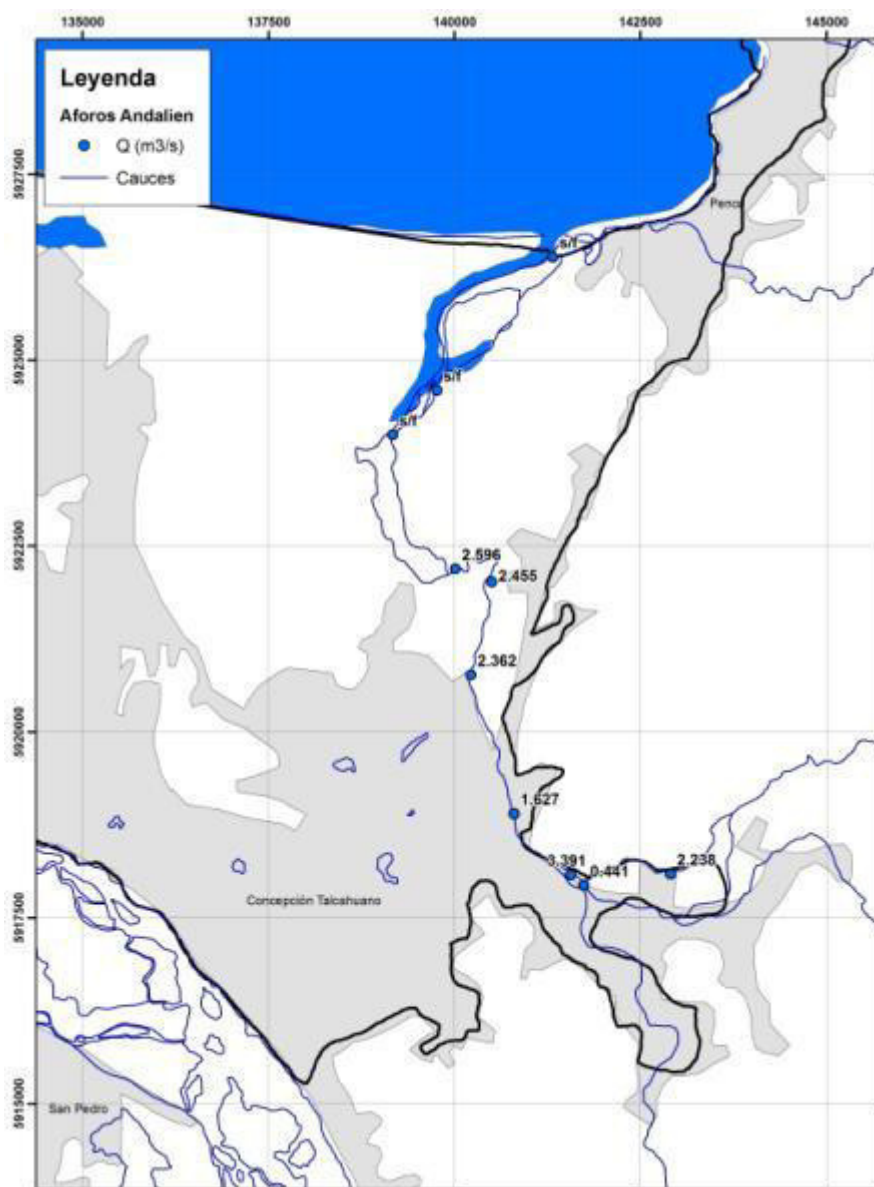 135000 137500 140000 142500 145000
Leyenda
Aforos Andalien
Q (m3/s)
Cauces
5927500
Penco
s/f
5925000
s/f
s/f
5922500
2.596
2.455
2.362
5920000
1.627
3.391
0.441
2.238
5917500
Concepción Talcahuano
5915000
San Pedro